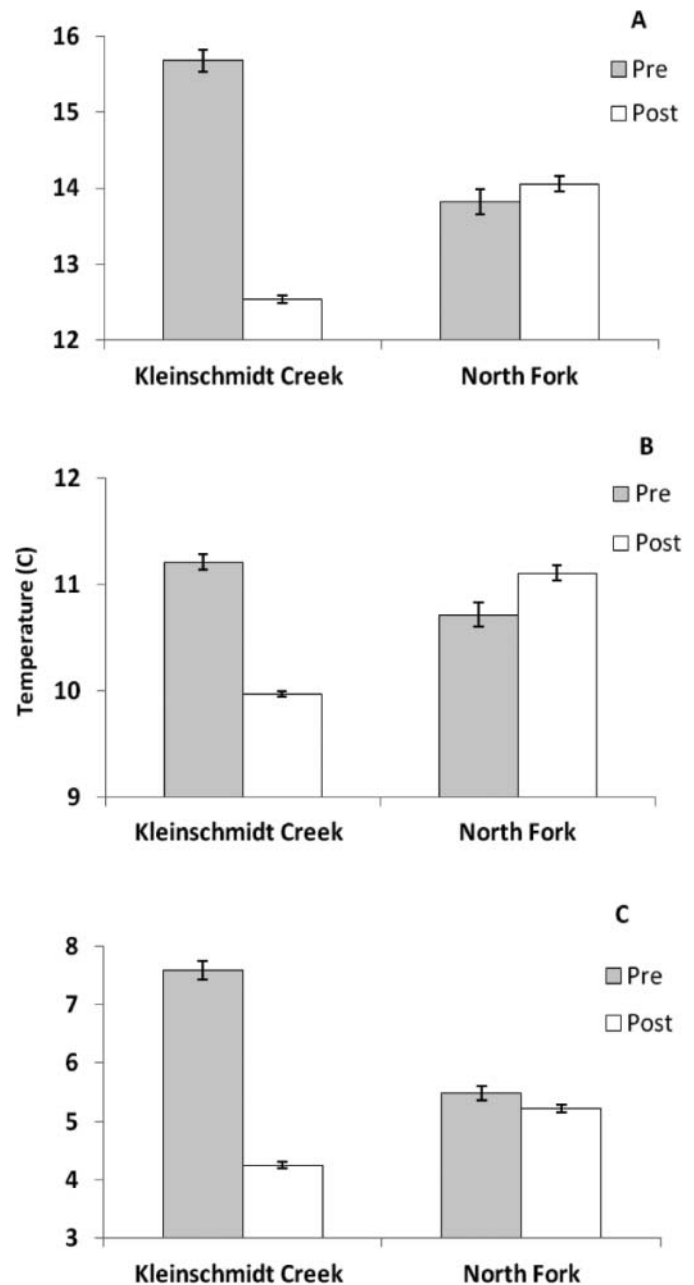 A
16
15
14
13
12
Pre
Post
Kleinschmidt Creek North Fork
B
Temperature (C)
12
11
10
9
Pre
Post
Kleinschmidt Creek North Fork
C
8
7
6
5
4
3
Pre
Post
Kleinschmidt Creek North Fork